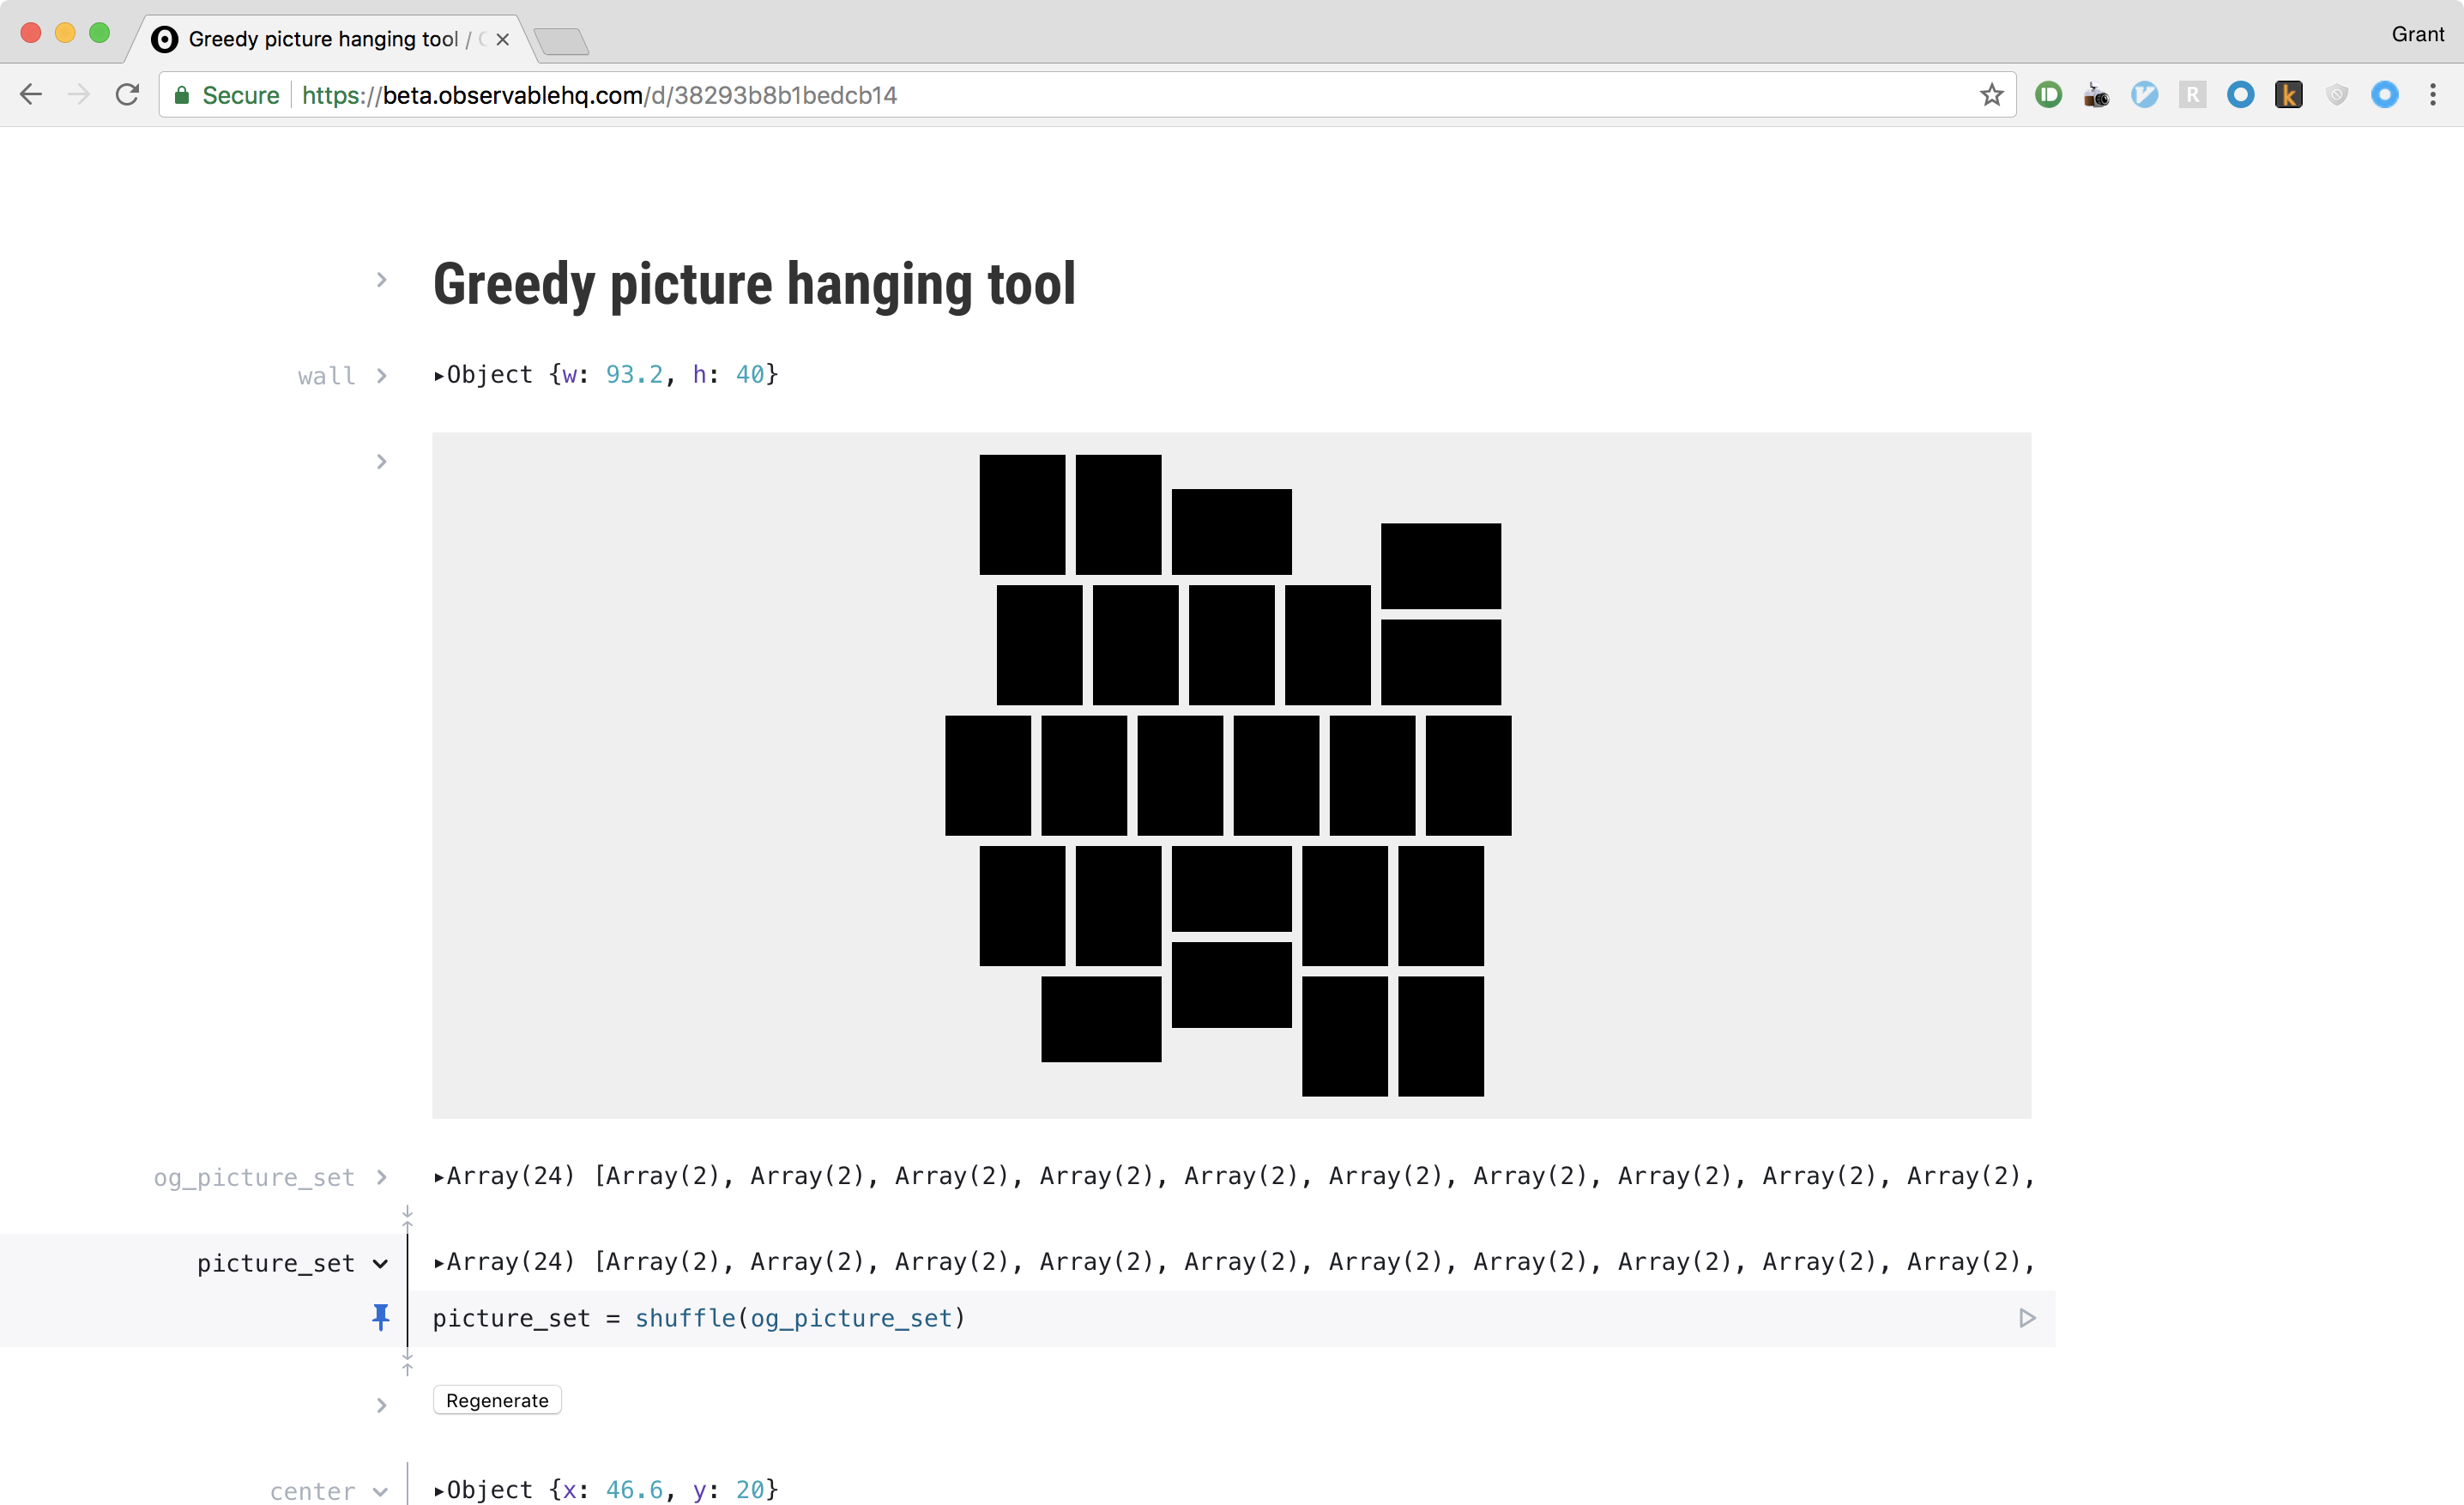 Greedy picture hanging tool /
Grant
Secure https://beta.observablehq.com/d/38293b8b1bedcb14
Greedy picture hanging tool
wall ▸Object {w: 93.2, h: 40}
og_picture_set ▸Array(24) [Array(2), Array(2), Array(2), Array(2), Array(2), Array(2), Array(2), Array(2), Array(2), Array(2),
picture_set ▸Array(24) [Array(2), Array(2), Array(2), Array(2), Array(2), Array(2), Array(2), Array(2), Array(2), Array(2),
picture_set = shuffle(og_picture_set)
Regenerate
center ▸Object {x: 46.6, y: 20}